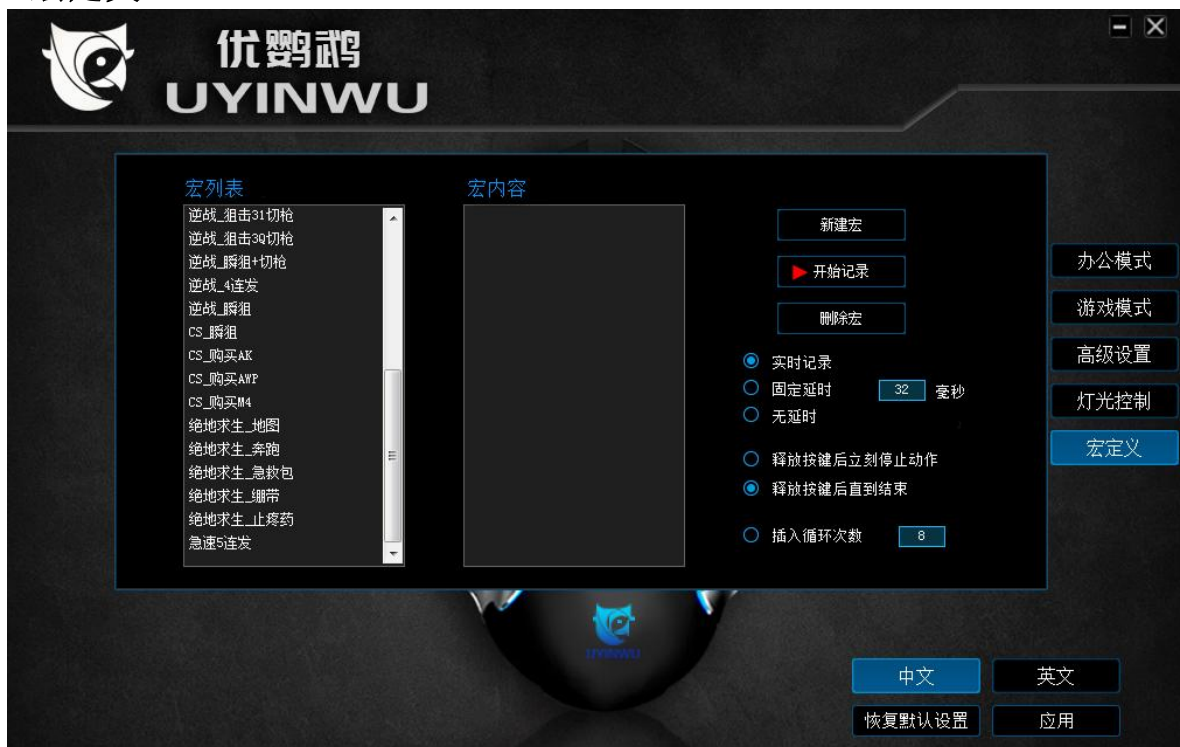 优鹦鹉
UYINWU
宏列表
宏内容
逆战_狙击31切枪
逆战_狙击3Q切枪
逆战_瞬狙+切枪
逆战_4连发
逆战_瞬狙
CS_瞬狙
CS_购买AK
CS_购买AWP
CS_购买M4
绝地求生_地图
绝地求生_奔跑
绝地求生_急救包
绝地求生_绷带
绝地求生_止疼药
急速5连发
新建宏
开始记录
删除宏
实时记录
固定延时 32 毫秒
无延时
释放按键后立刻停止动作
释放按键后直到结束
插入循环次数 8
办公模式
游戏模式
高级设置
灯光控制
宏定义
UYINWU
中文 英文
恢复默认设置 应用